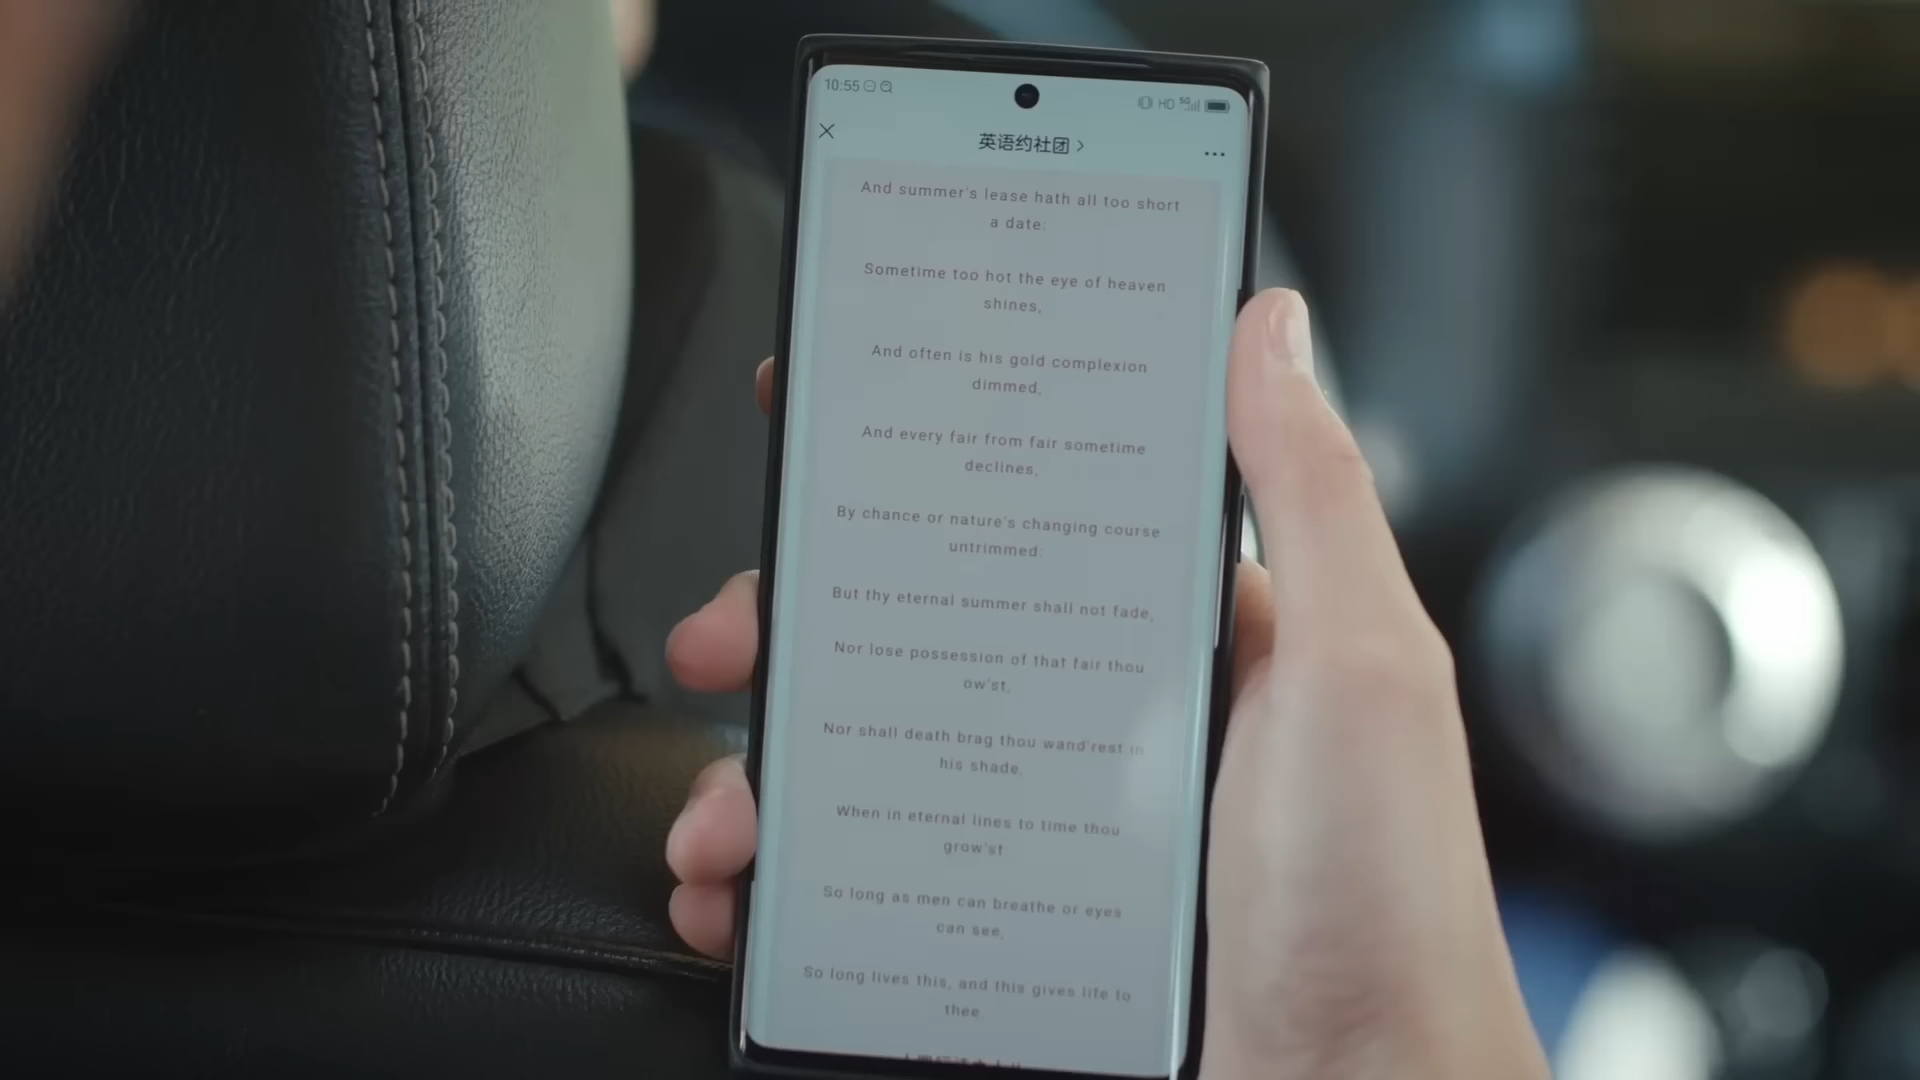 10:55
HD 5G
英语约社团
And summer's lease hath all too short
a date:
Sometime too hot the eye of heaven
shines,
And often is his gold complexion
dimmed,
And every fair from fair sometime
declines,
By chance or nature's changing course
untrimmed:
But thy eternal summer shall not fade,
Nor lose possession of that fair thou
ow'st,
Nor shall death brag thou wand'rest in
his shade,
When in eternal lines to time thou
grow'st
So long as men can breathe or eyes
can see,
So long lives this, and this gives life to
thee